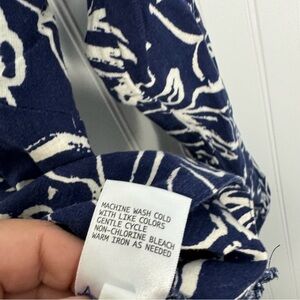 MACHINE WASH COLD
WITH LIKE COLORS
GENTLE CYCLE
NON-CHLORINE BLEACH
WARM IRON AS NEEDED